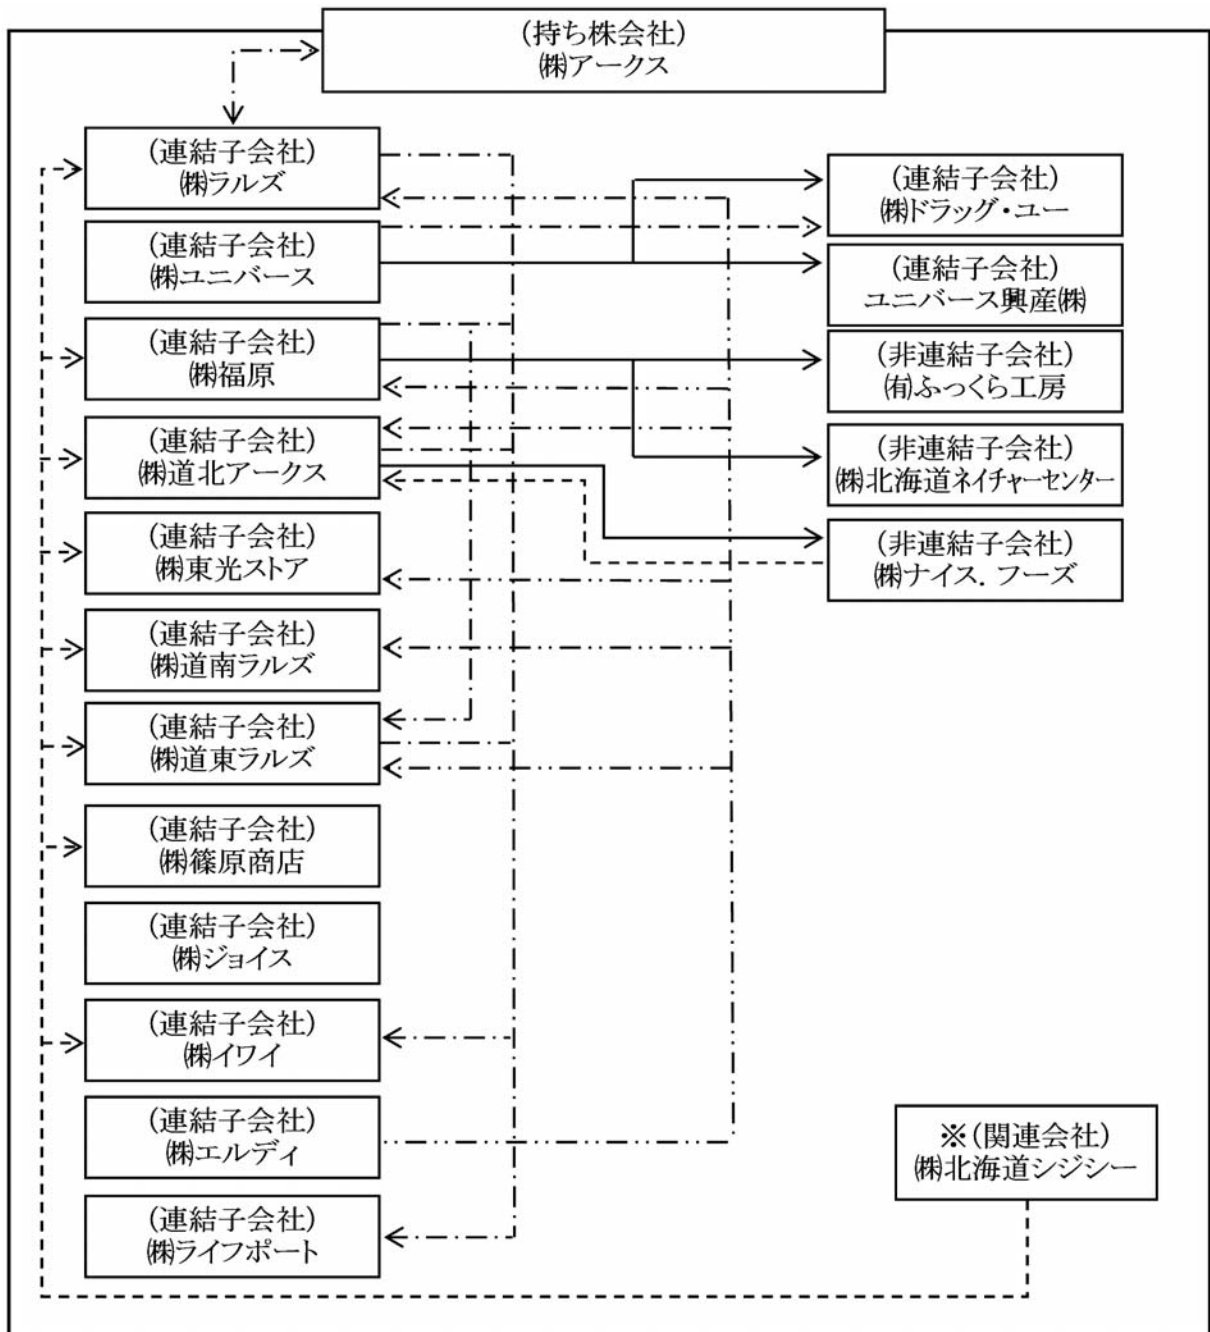 (持ち株会社)
㈱アークス
(連結子会社)
㈱ラルズ
(連結子会社)
㈱ユニバース
(連結子会社)
㈱福原
(連結子会社)
㈱道北アークス
(連結子会社)
㈱東光ストア
(連結子会社)
㈱道南ラルズ
(連結子会社)
㈱道東ラルズ
(連結子会社)
㈱篠原商店
(連結子会社)
㈱ジョイス
(連結子会社)
㈱イワイ
(連結子会社)
㈱エルディ
(連結子会社)
㈱ライフポート
(連結子会社)
㈱ドラッグ・ユー
(連結子会社)
ユニバース興産㈱
(非連結子会社)
㈲ふっくら工房
(非連結子会社)
㈱北海道ネイチャーセンター
(非連結子会社)
㈱ナイス．フーズ
※(関連会社)
㈱北海道シジシー